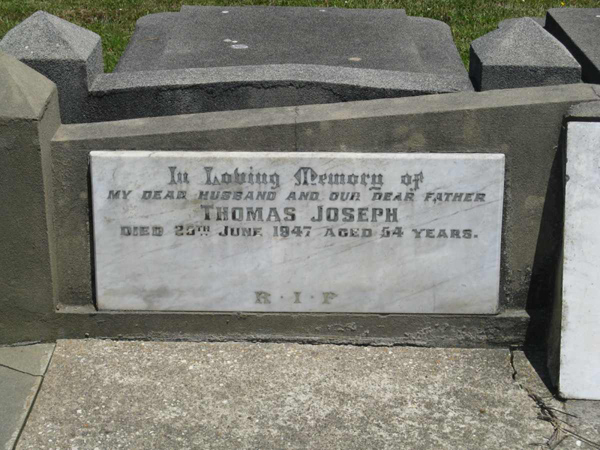 In Loving Memory of
MY DEAR HUSBAND AND OUR DEAR FATHER
THOMAS JOSEPH
DIED 25TH JUNE 1947 AGED 54 YEARS.
R·I·P